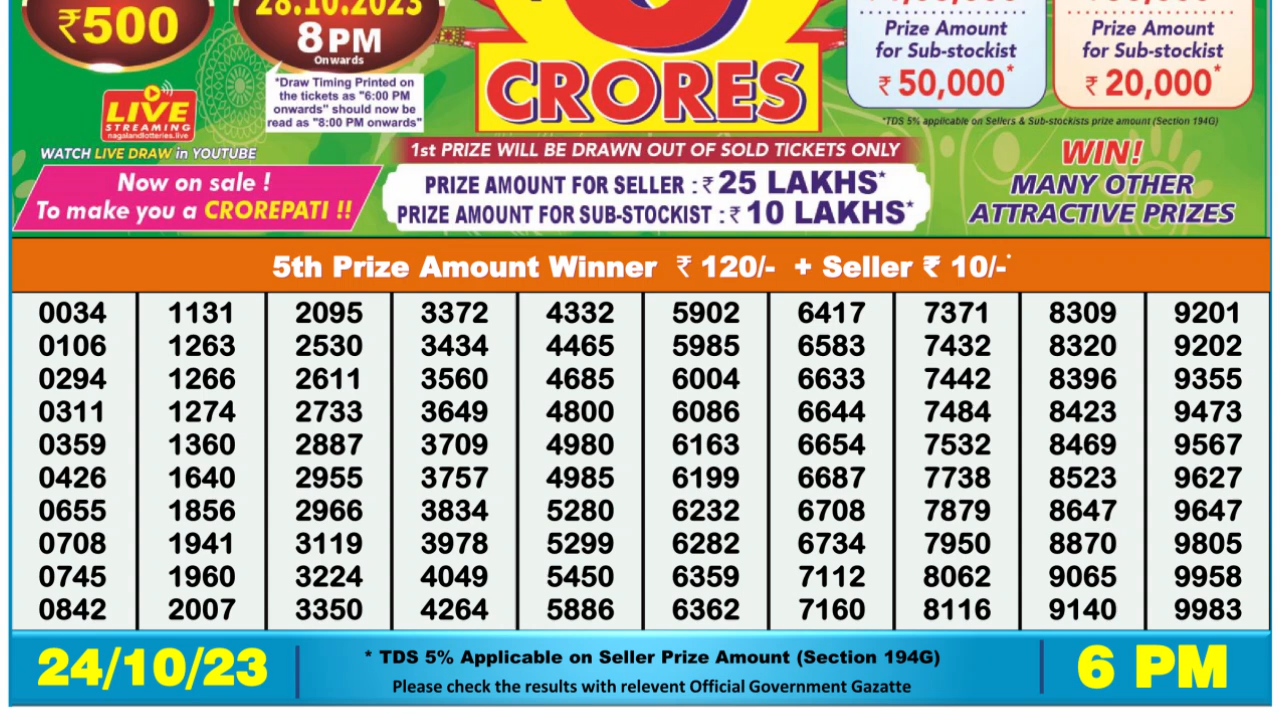 ₹500
28.10.2023
8PM
Onwards
*Draw Timing Printed on
the tickets as "6:00 PM
onwards" should now be
read as "8:00 PM onwards"
LIVE
STREAMING
nagalandlotteries.live
WATCH LIVE DRAW in YOUTUBE
CRORES
Prize Amount
for Sub-stockist
₹ 50,000*
Prize Amount
for Sub-stockist
₹ 20,000*
*TDS 5% applicable on Sellers & Sub-stockists prize amount (Section 194G)
Now on sale !
To make you a CROREPATI !!
1st PRIZE WILL BE DRAWN OUT OF SOLD TICKETS ONLY
PRIZE AMOUNT FOR SELLER : ₹ 25 LAKHS*
PRIZE AMOUNT FOR SUB-STOCKIST : ₹ 10 LAKHS*
WIN!
MANY OTHER
ATTRACTIVE PRIZES
5th Prize Amount Winner ₹ 120/- + Seller ₹ 10/-*
0034 1131 2095 3372 4332 5902 6417 7371 8309 9201
0106 1263 2530 3434 4465 5985 6583 7432 8320 9202
0294 1266 2611 3560 4685 6004 6633 7442 8396 9355
0311 1274 2733 3649 4800 6086 6644 7484 8423 9473
0359 1360 2887 3709 4980 6163 6654 7532 8469 9567
0426 1640 2955 3757 4985 6199 6687 7738 8523 9627
0655 1856 2966 3834 5280 6232 6708 7879 8647 9647
0708 1941 3119 3978 5299 6282 6734 7950 8870 9805
0745 1960 3224 4049 5450 6359 7112 8062 9065 9958
0842 2007 3350 4264 5886 6362 7160 8116 9140 9983
24/10/23
* TDS 5% Applicable on Seller Prize Amount (Section 194G)
Please check the results with relevent Official Government Gazatte
6 PM